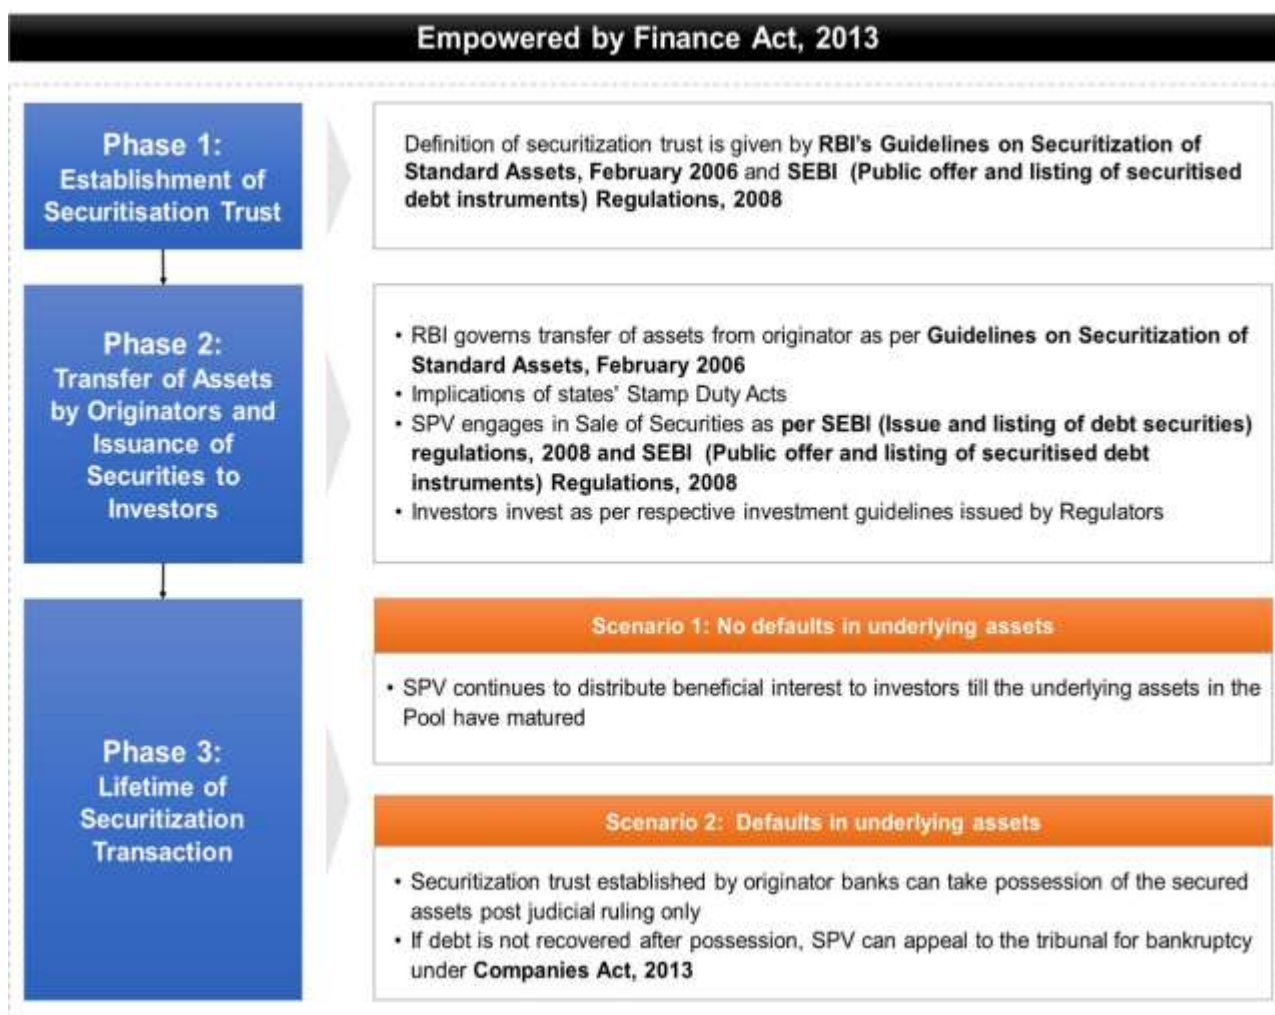 Empowered by Finance Act, 2013
Phase 1:
Establishment of
Securitisation Trust
Definition of securitization trust is given by RBI's Guidelines on Securitization of
Standard Assets, February 2006 and SEBI (Public offer and listing of securitised
debt instruments) Regulations, 2008
Phase 2:
Transfer of Assets
by Originators and
Issuance of
Securities to
Investors
• RBI governs transfer of assets from originator as per Guidelines on Securitization of
Standard Assets, February 2006
• Implications of states' Stamp Duty Acts
• SPV engages in Sale of Securities as per SEBI (Issue and listing of debt securities)
regulations, 2008 and SEBI (Public offer and listing of securitised debt
instruments) Regulations, 2008
• Investors invest as per respective investment guidelines issued by Regulators
Phase 3:
Lifetime of
Securitization
Transaction
Scenario 1: No defaults in underlying assets
• SPV continues to distribute beneficial interest to investors till the underlying assets in the
Pool have matured
Scenario 2: Defaults in underlying assets
• Securitization trust established by originator banks can take possession of the secured
assets post judicial ruling only
• If debt is not recovered after possession, SPV can appeal to the tribunal for bankruptcy
under Companies Act, 2013